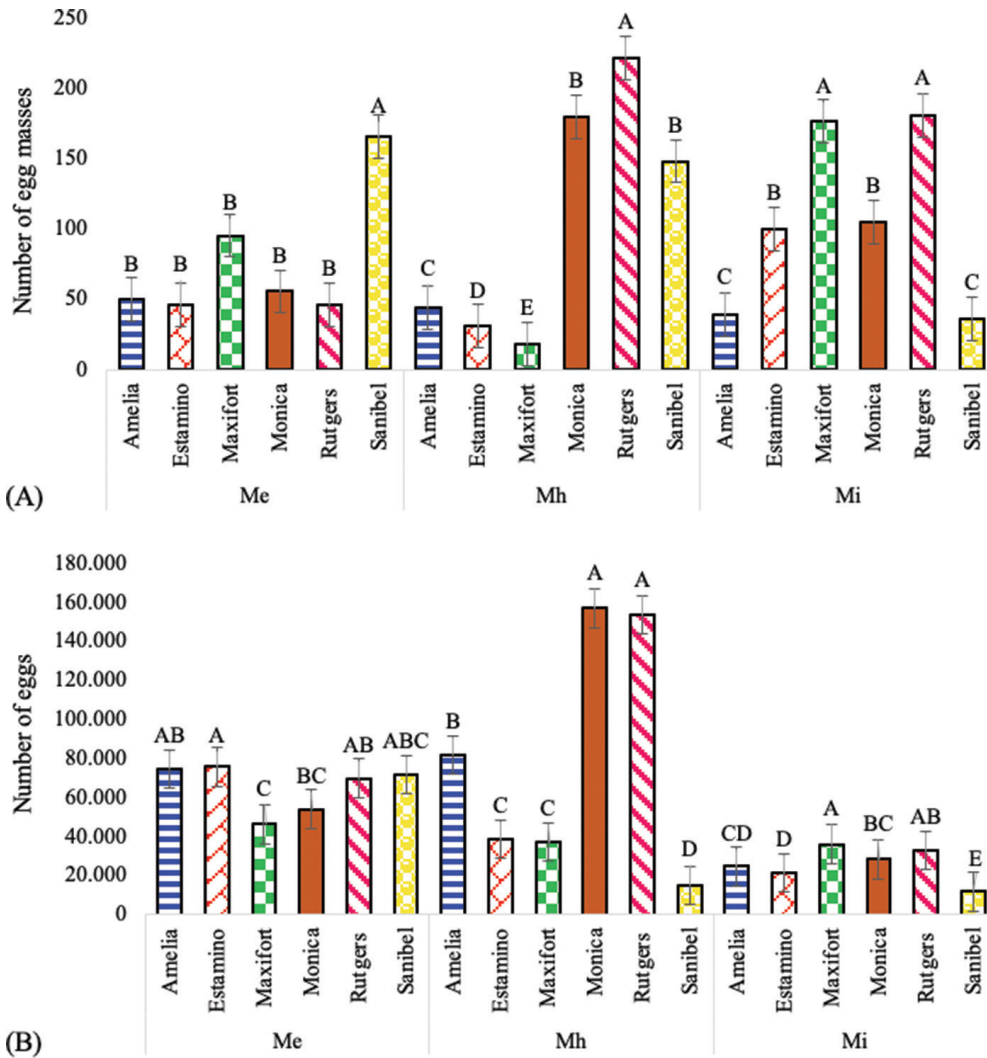 250
A
200
B
A
A
A
B
Number of egg masses
150
B
B
B
100
B
B
B
B
C
C
C
50
D
E
0
Amelia
Estamino
Maxifort
Monica
Rutgers
Sanibel
Amelia
Estamino
Maxifort
Monica
Rutgers
Sanibel
Amelia
Estamino
Maxifort
Monica
Rutgers
Sanibel
(A)
Me
Mh
Mi
180.000
A
A
160.000
140.000
120.000
Number of eggs
100.000
B
AB
A
AB
ABC
80.000
BC
C
60.000
C
C
A
AB
BC
40.000
CD
D
D
E
20.000
0
Amelia
Estamino
Maxifort
Monica
Rutgers
Sanibel
Amelia
Estamino
Maxifort
Monica
Rutgers
Sanibel
Amelia
Estamino
Maxifort
Monica
Rutgers
Sanibel
(B)
Me
Mh
Mi